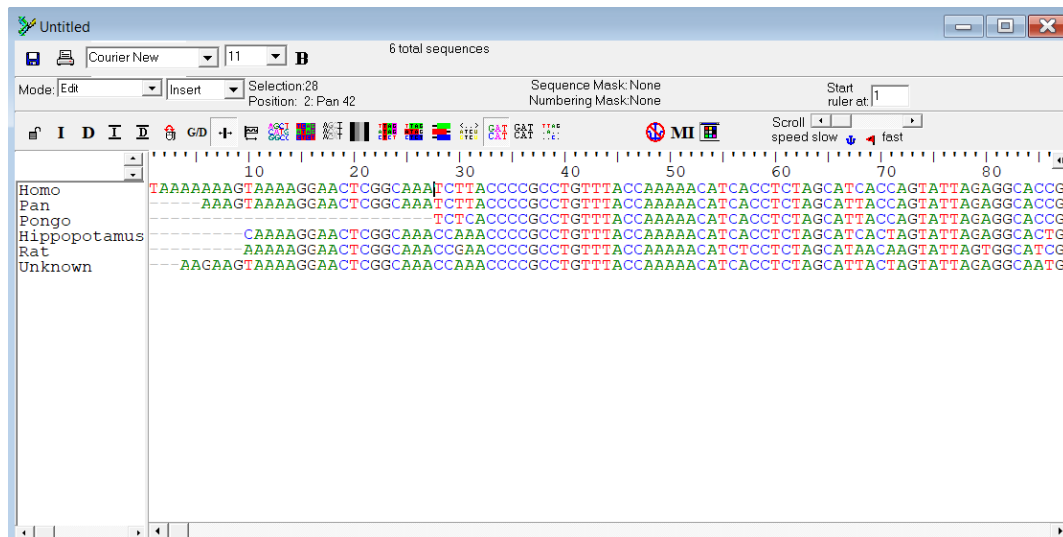 Untitled
Courier New 11 B 6 total sequences
Mode: Edit Insert Selection:28 Sequence Mask:None Start
Position: 2: Pan 42 Numbering Mask:None ruler at: 1
I D I D G/D MI Scroll
speed slow fast
10 20 30 40 50 60 70 80
Homo TAAAAAAAGTAAAAGGAACTCGGCAAATCTTACCCCGCCTGTTTACCAAAAACATCACCTCTAGCATCACCAGTATTAGAGGCACCG
Pan -----AAAGTAAAAGGAACTCGGCAAATCTTACCCCGCCTGTTTACCAAAAACATCACCTCTAGCATCACCAGTATTAGAGGCACCG
Pongo ---------------------------TCTCACCCCGCCTGTTTACCAAAAACATCACCTCTAGCATTACCAGTATTAGAGGCACCG
Hippopotamus ---------CAAAAGGAACTCGGCAAACCAAACCCCGCCTGTTTACCAAAAACATCACCTCTAGCATCACTAGTATTAGAGGCACTG
Rat ---------AAAAAGGAACTCGGCAAACCGAACCCCGCCTGTTTACCAAAAACATCTCCTCTAGCATAACAAGTATTAGTGGCATCG
Unknown ---AAGAAGTAAAAGGAACTCGGCAAACCAAACCCCGCCTGTTTACCAAAAACATCACCTCTAGCATTACTAGTATTAGAGGCAATG